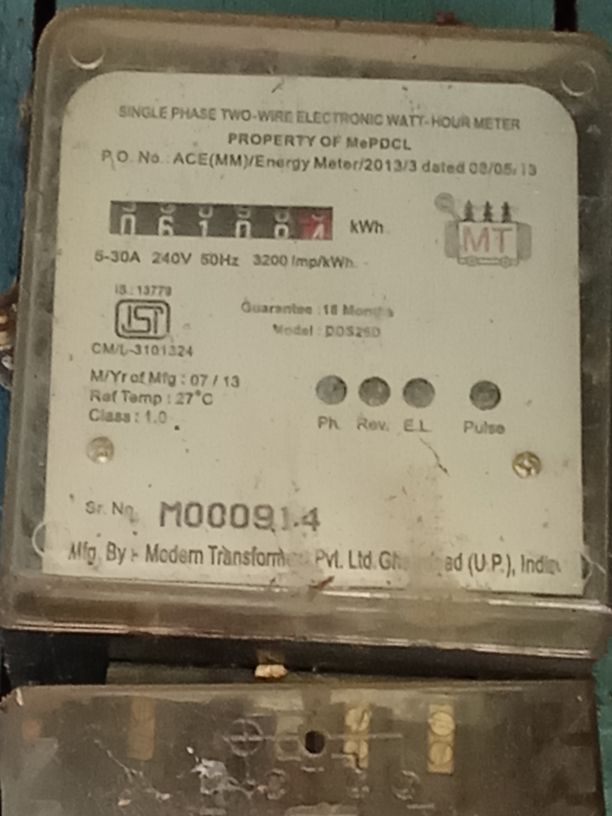 SINGLE PHASE TWO-WIRE ELECTRONIC WATT-HOUR METER
PROPERTY OF MePDCL
P.O. No.: ACE(MM)/Energy Meter/2013/3 dated 08/05/13
kWh
MT
5-30A 240V 50Hz 3200 Imp/kWh.
IS : 13779
Guarantee : 18 Months
ISI
CM/L-3101324
M/Yr of Mfg : 07 / 13
Ref Temp : 27°C
Class : 1.0
Ph. Rev. E.L. Pulse
Sr. No. M000914
Mfg. By :- Modern Transformers Pvt. Ltd. (U.P.), India